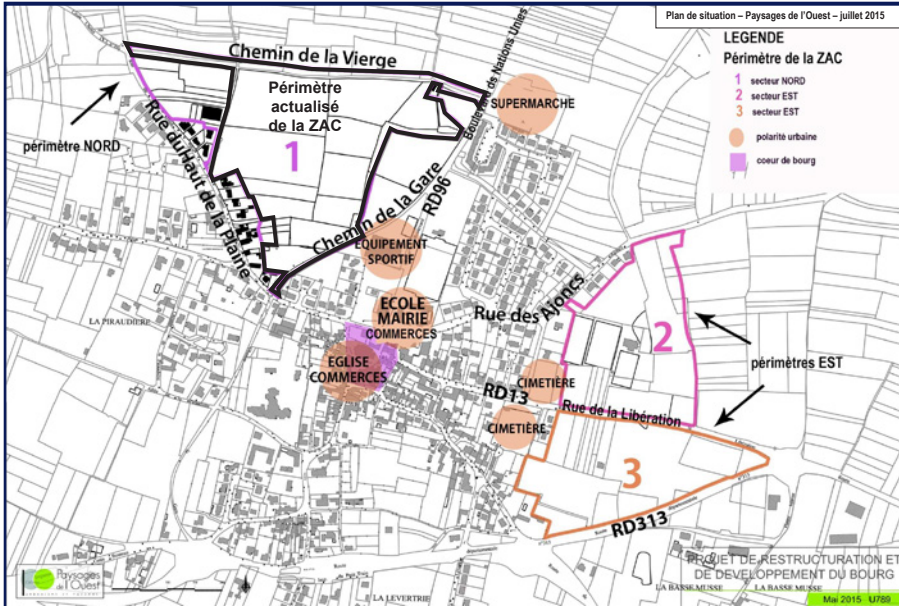 Plan de situation – Paysages de l'Ouest – juillet 2015
LEGENDE
Périmètre de la ZAC
1 secteur NORD
2 secteur EST
3 secteur EST
polarité urbaine
coeur de bourg
Chemin de la Vierge
Boulevard ds Nations Unies
SUPERMARCHE
Périmètre
actualisé
de la ZAC
périmètre NORD
1
Rue duHaut de la Plaine
Chemin de la Gare
RD96
EQUIPEMENT
SPORTIF
ECOLE
MAIRIE
COMMERCES
Rue des Ajoncs
2
LA PIRAUDIERE
périmètres EST
EGLISE
COMMERCES
CIMETIÈRE
RD13
Rue de la Libération
CIMETIÈRE
3
RD313
PROJET DE RESTRUCTURATION ET
DE DEVELOPPEMENT DU BOURG
LA BASSE MUSSE
LA BASSE MUSSE
LA LEVERTRIE
Paysages
de l'Ouest
Mai 2015 U789